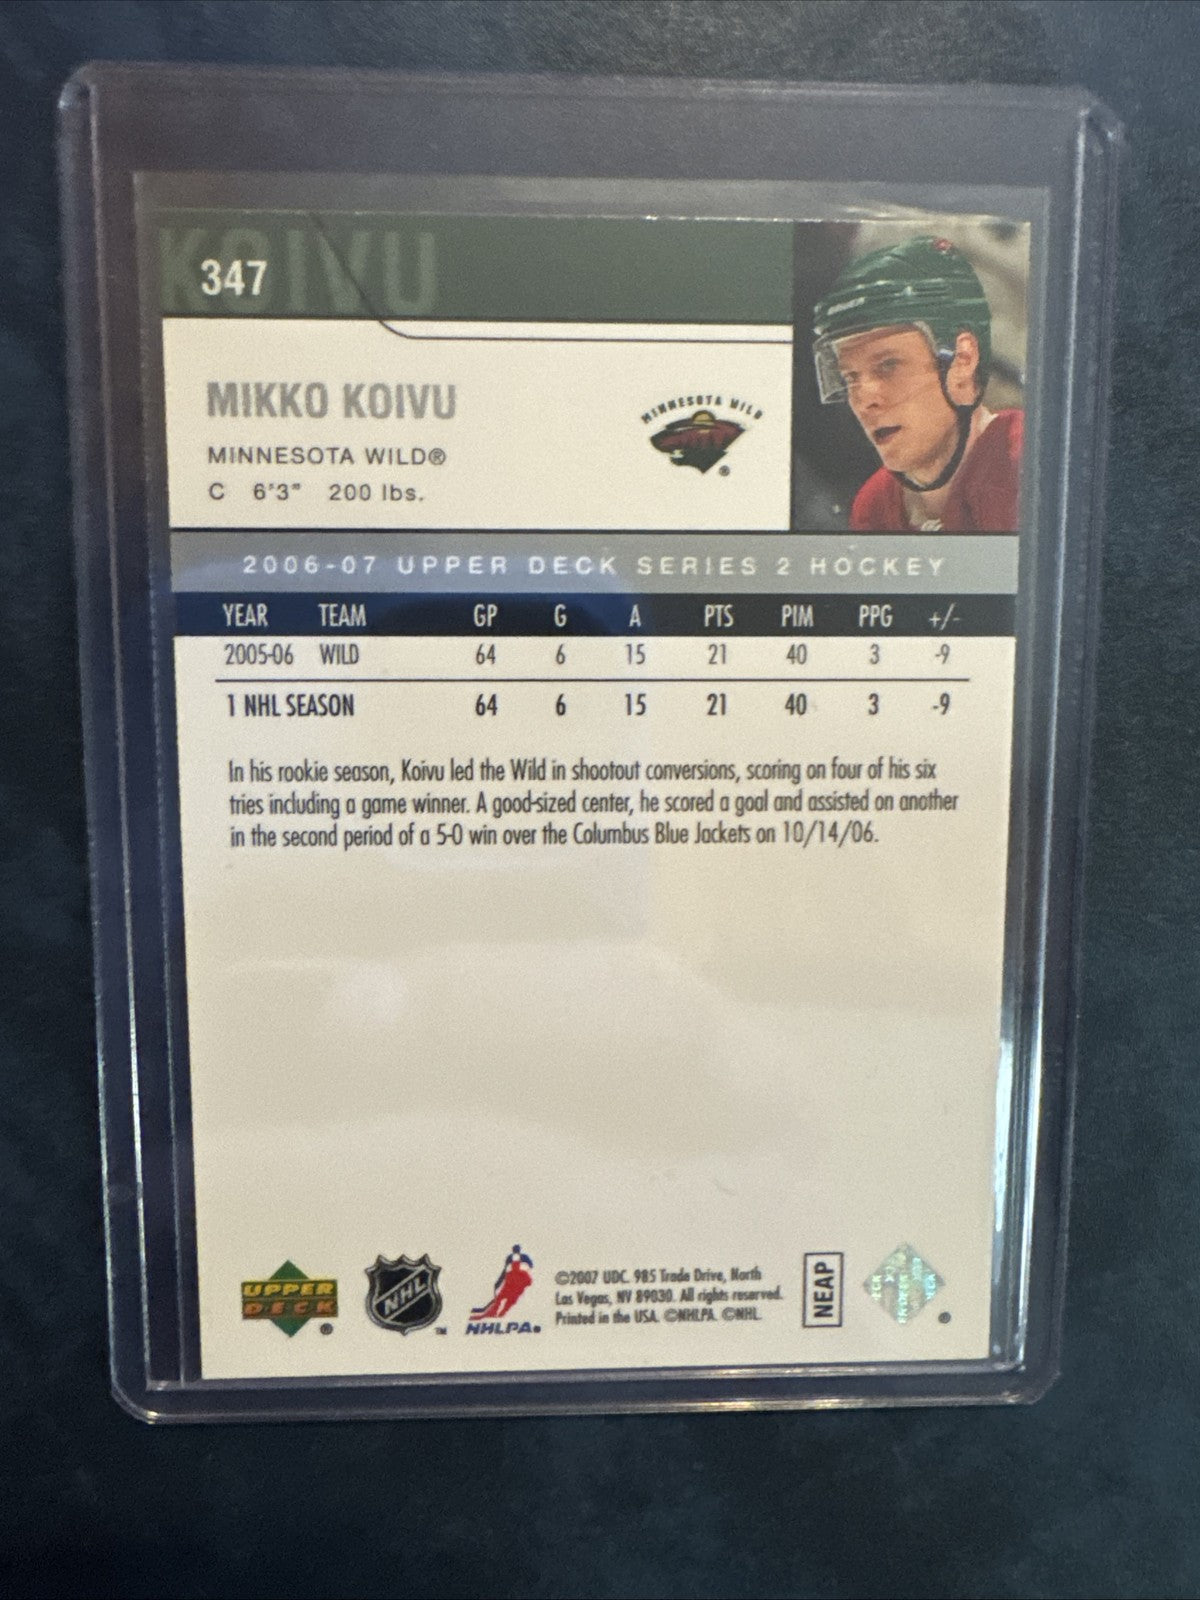 KOIVU
347
MIKKO KOIVU
MINNESOTA WILD®
C 6'3" 200 lbs.
MINNESOTA WILD
®
2006-07 UPPER DECK SERIES 2 HOCKEY
YEAR TEAM GP G A PTS PIM PPG +/-
2005-06 WILD 64 6 15 21 40 3 -9
1 NHL SEASON 64 6 15 21 40 3 -9
In his rookie season, Koivu led the Wild in shootout conversions, scoring on four of his six
tries including a game winner. A good-sized center, he scored a goal and assisted on another
in the second period of a 5-0 win over the Columbus Blue Jackets on 10/14/06.
UPPER
DECK
®
NHL
™
NHLPA®
©2007 UDC. 985 Trade Drive, North
Las Vegas, NV 89030. All rights reserved.
Printed in the USA. ©NHLPA. ©NHL.
NEAP
®